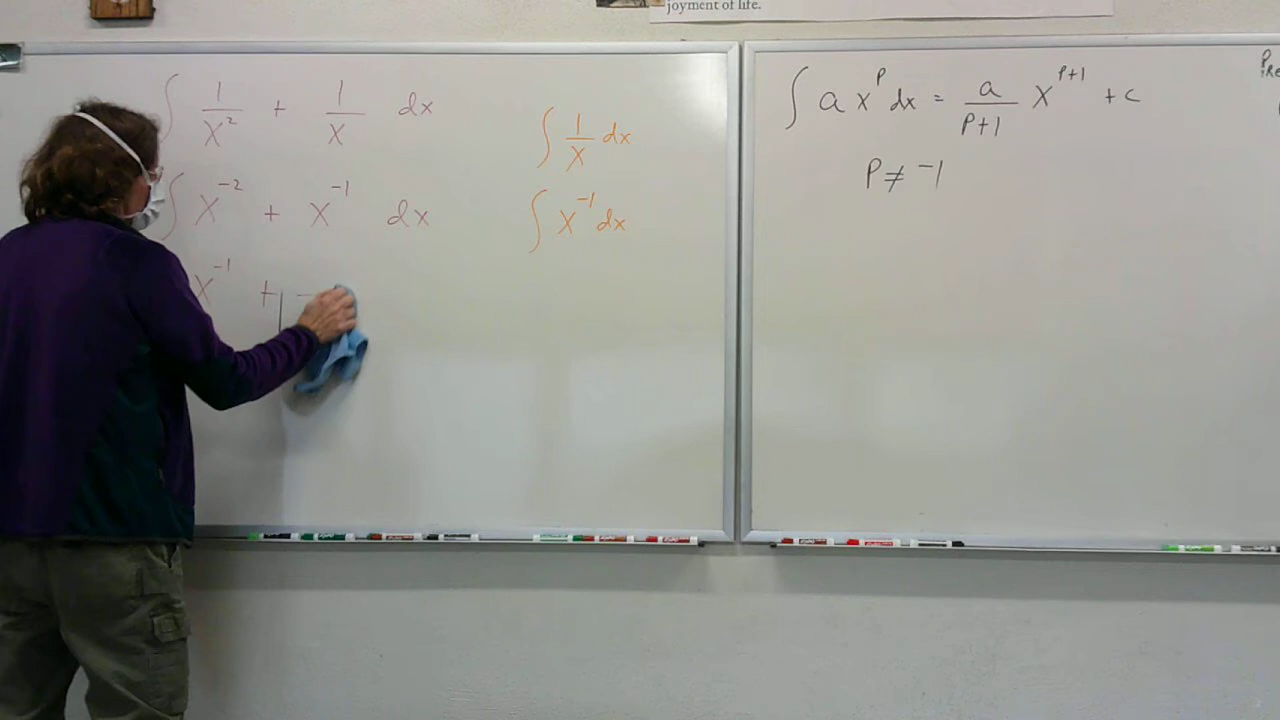 joyment of life.
∫ 1/x² + 1/x dx
∫ x⁻² + x⁻¹ dx
x⁻¹ +
∫ 1/x dx
∫ x⁻¹ dx
∫ a x^p dx = a/(p+1) x^(p+1) + c
p ≠ -1